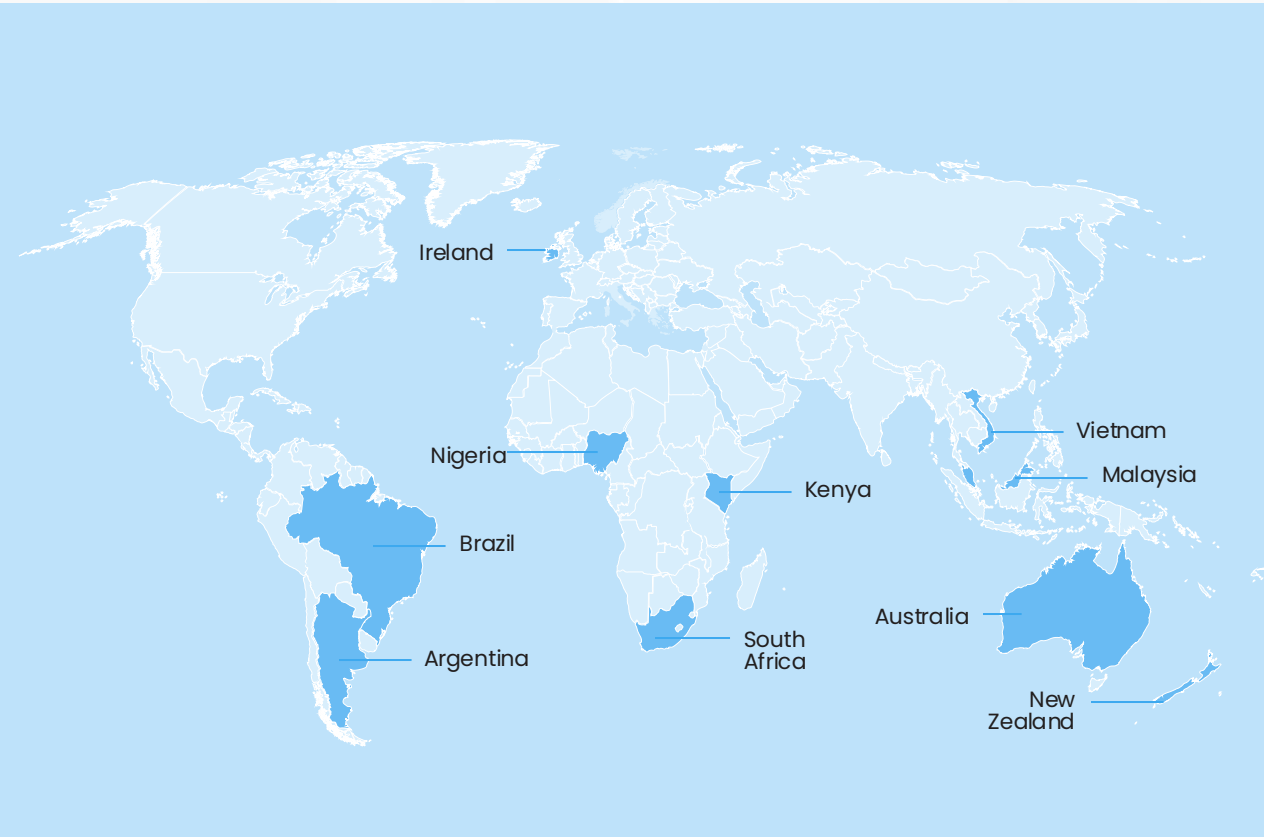 Ireland
Vietnam
Nigeria
Malaysia
Kenya
Brazil
Australia
South
Africa
Argentina
New
Zealand